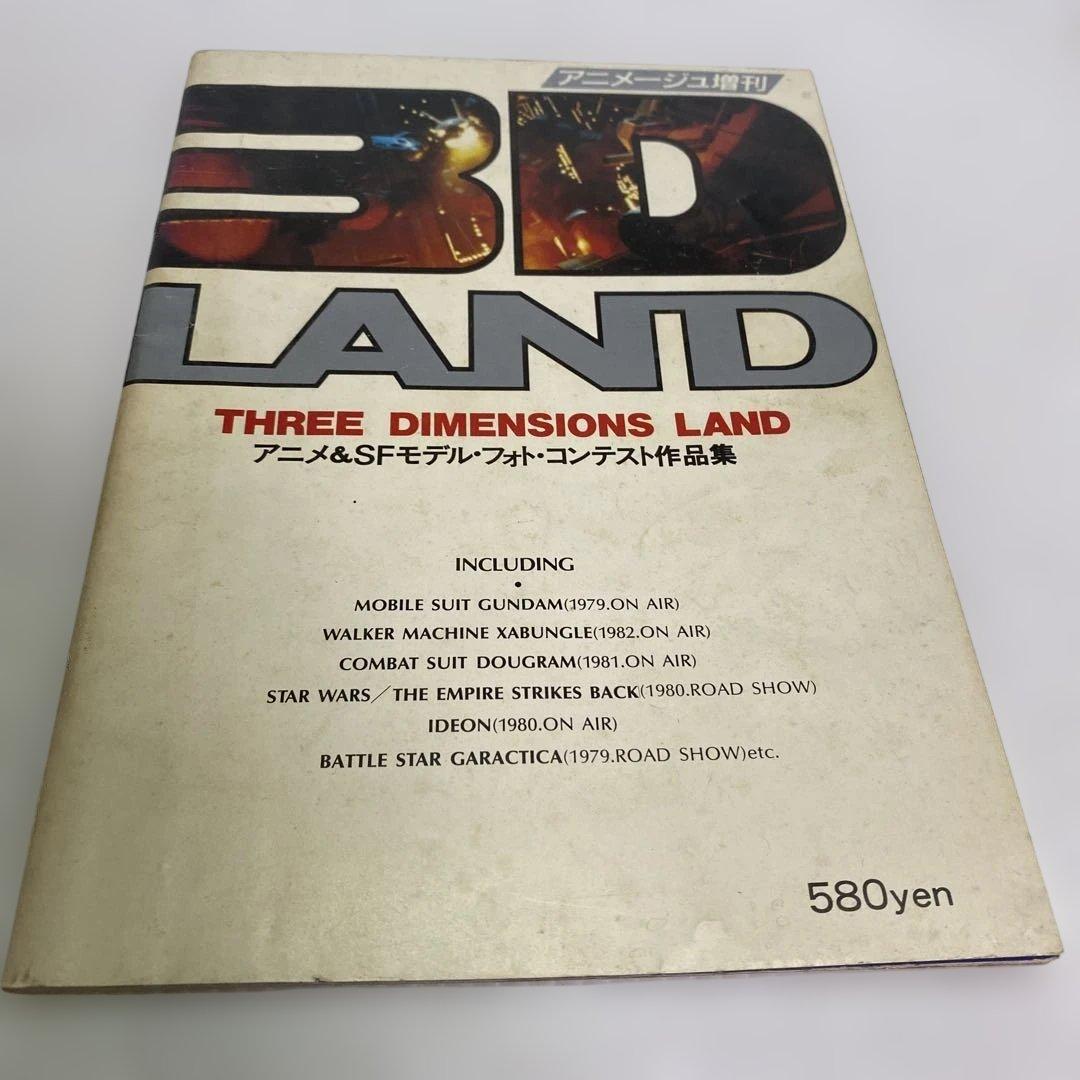 アニメージュ増刊
3D
LAND
THREE DIMENSIONS LAND
アニメ&SFモデル・フォト・コンテスト作品集
INCLUDING
•
MOBILE SUIT GUNDAM(1979.ON AIR)
WALKER MACHINE XABUNGLE(1982.ON AIR)
COMBAT SUIT DOUGRAM(1981.ON AIR)
STAR WARS/THE EMPIRE STRIKES BACK(1980.ROAD SHOW)
IDEON(1980.ON AIR)
BATTLE STAR GARACTICA(1979.ROAD SHOW)etc.
580yen